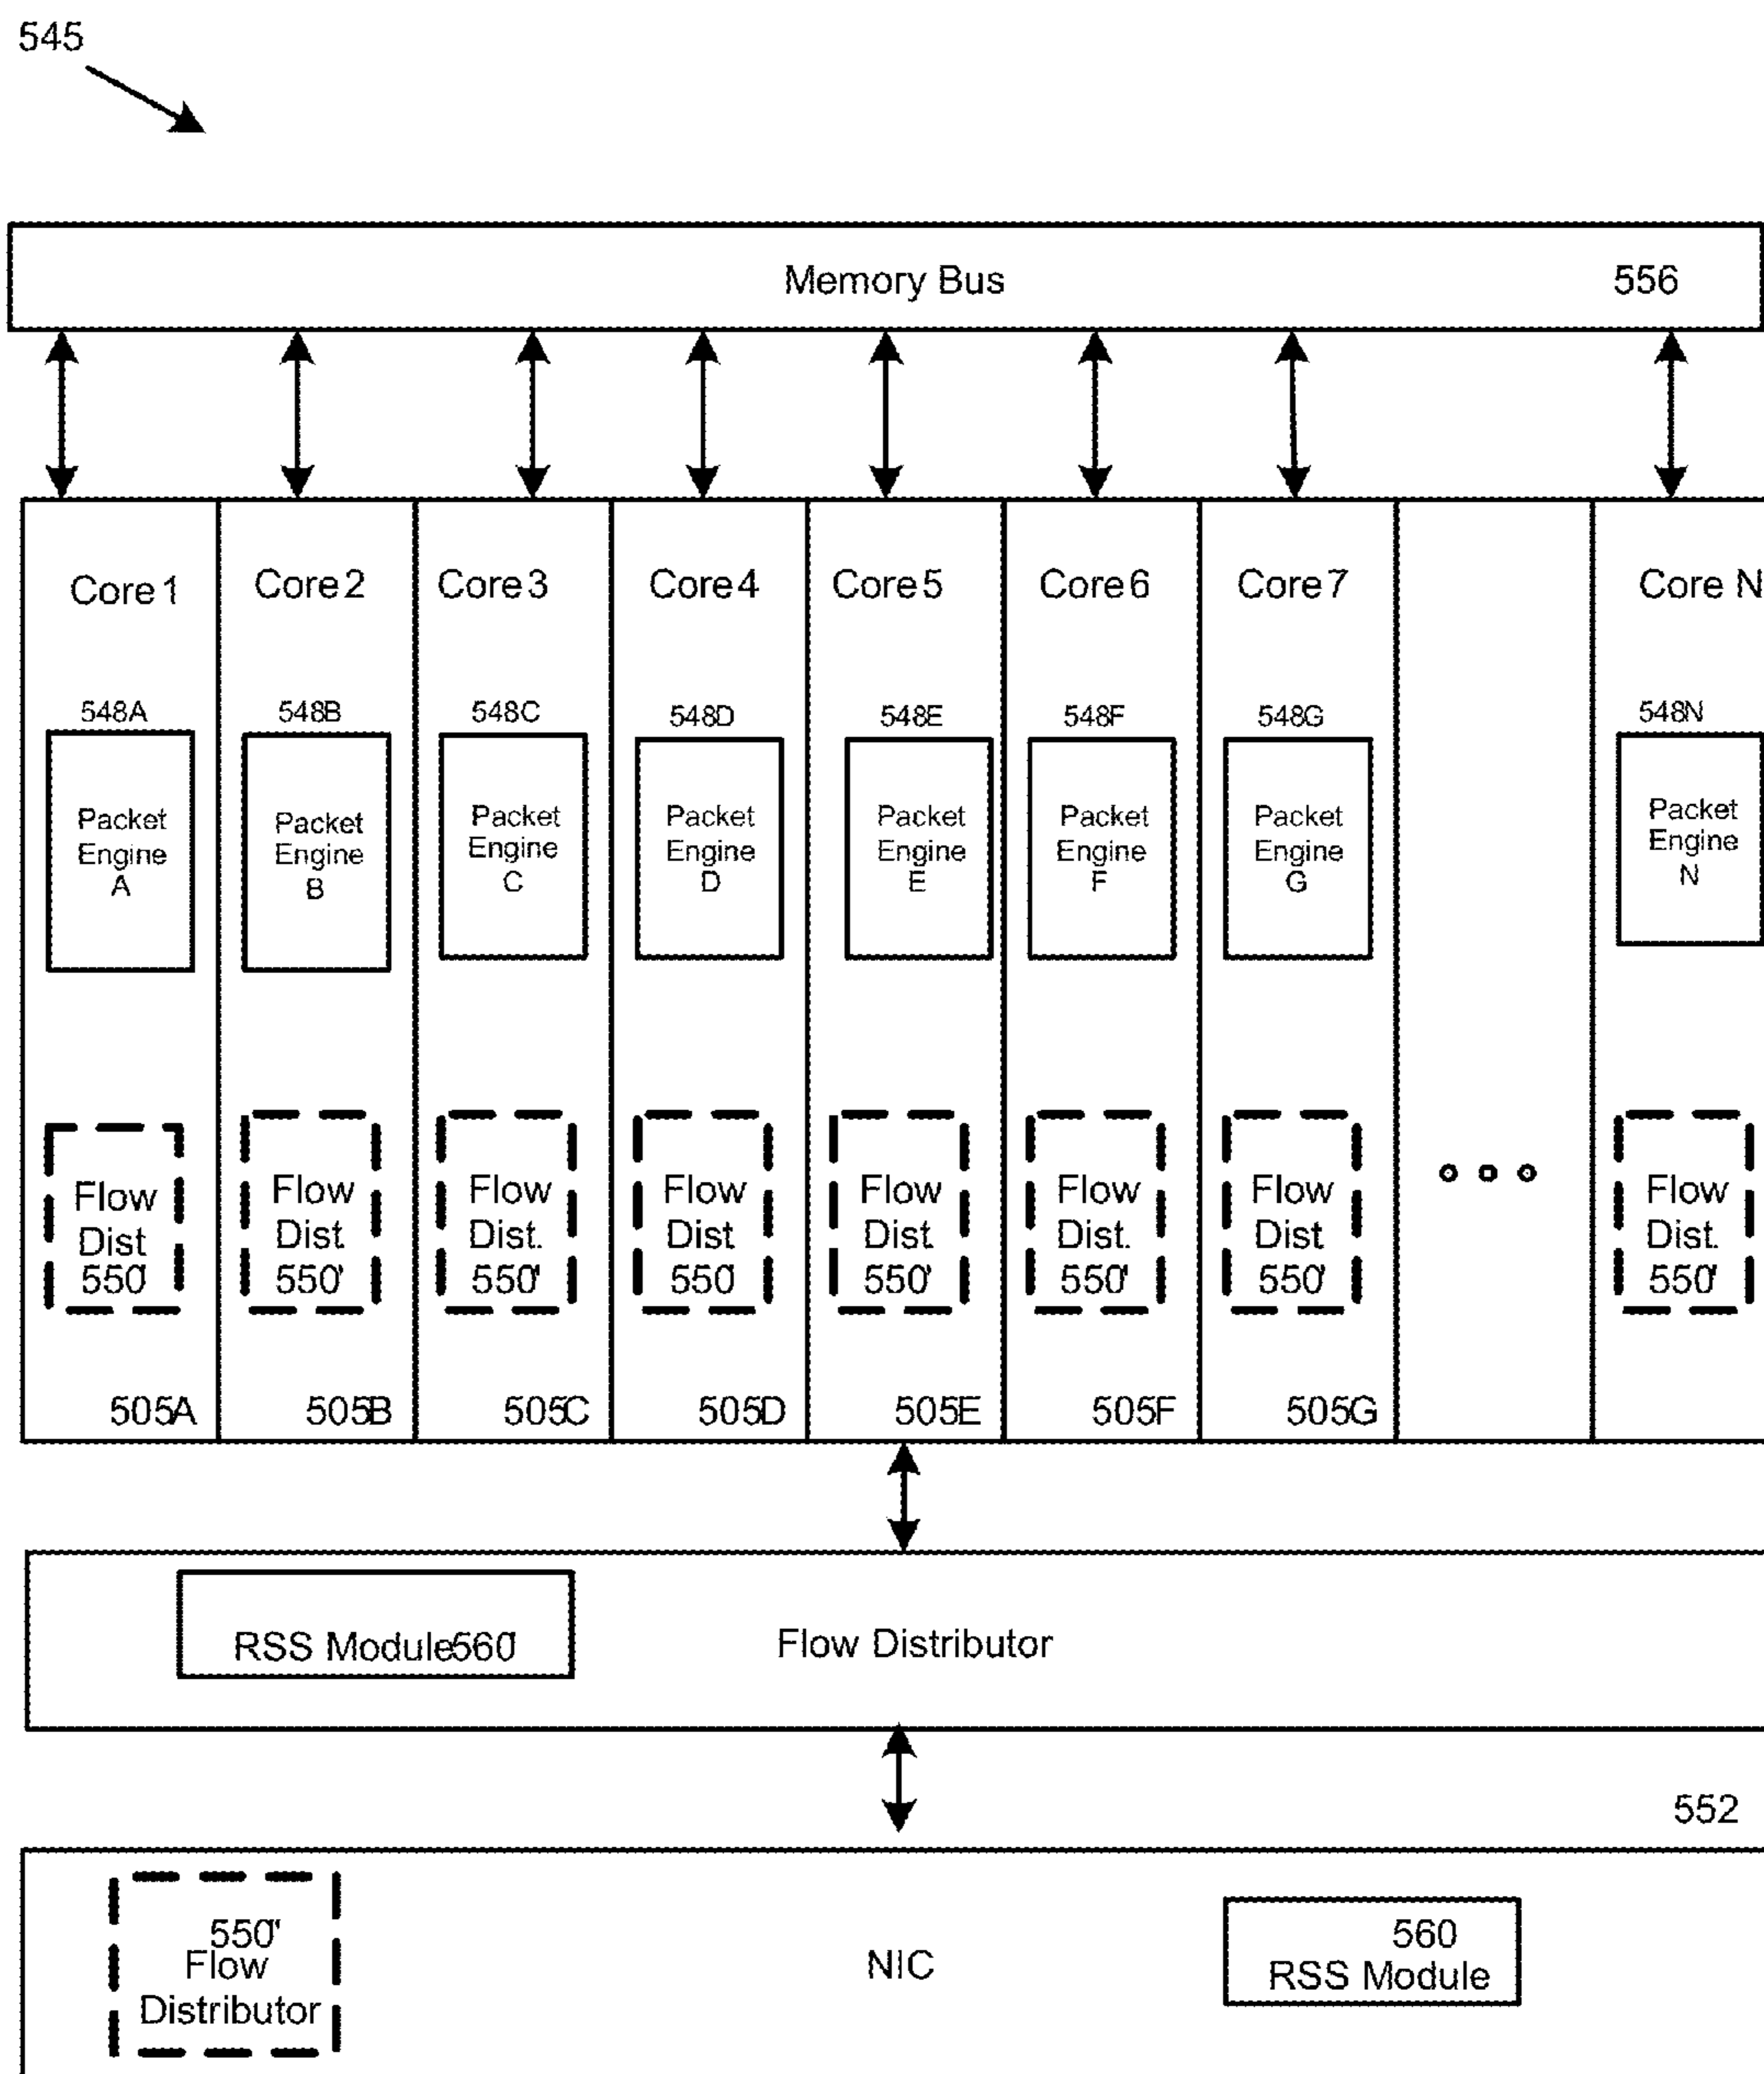 545
Memory Bus 556
Core 1 Core 2 Core 3 Core 4 Core 5 Core 6 Core 7 Core N
548A 548B 548C 548D 548E 548F 548G 548N
Packet Engine A
Packet Engine B
Packet Engine C
Packet Engine D
Packet Engine E
Packet Engine F
Packet Engine G
Packet Engine N
Flow Dist 550'
Flow Dist. 550'
Flow Dist. 550'
Flow Dist 550'
Flow Dist. 550'
Flow Dist. 550'
Flow Dist 550'
Flow Dist. 550'
505A 505B 505C 505D 505E 505F 505G
RSS Module 560'
Flow Distributor
552
550"
Flow
Distributor
NIC
560
RSS Module